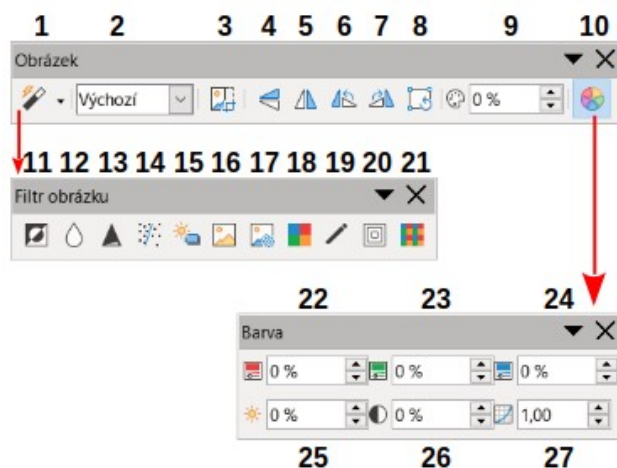 1 2 3 4 5 6 7 8 9 10
Obrázek
Výchozí 0 %
11 12 13 14 15 16 17 18 19 20 21
Filtr obrázku
22 23 24
Barva
0 % 0 % 0 %
0 % 0 % 1,00
25 26 27